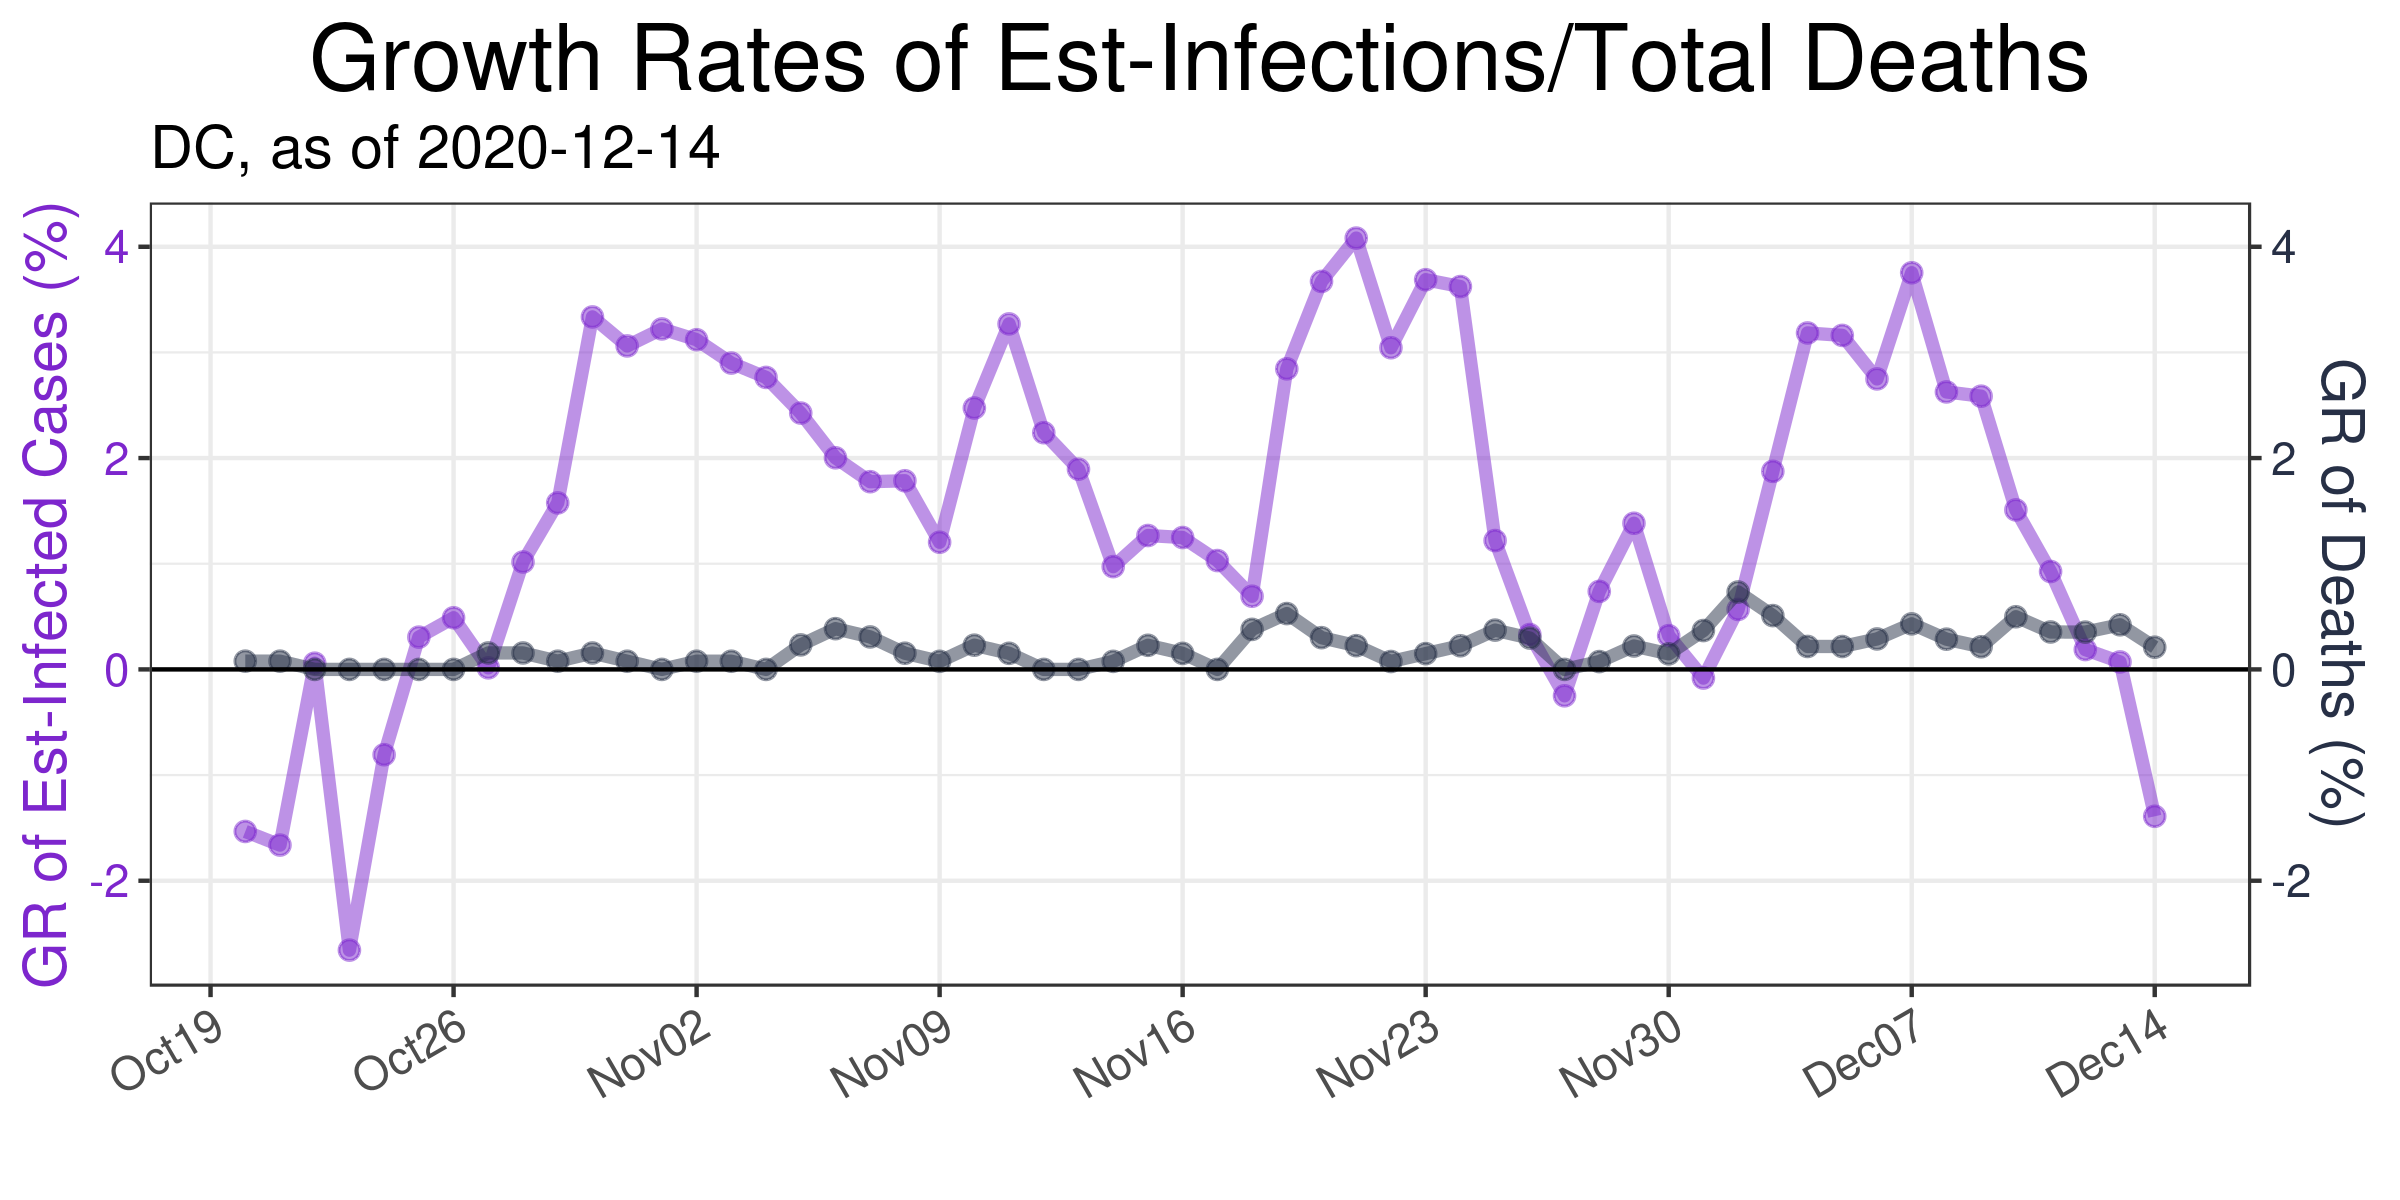 Growth Rates of Est-Infections/Total Deaths
DC, as of 2020-12-14
GR of Est-Infected Cases (%)
4
2
0
-2
4
2
0
-2
GR of Deaths (%)
Oct19
Oct26
Nov02
Nov09
Nov16
Nov23
Nov30
Dec07
Dec14